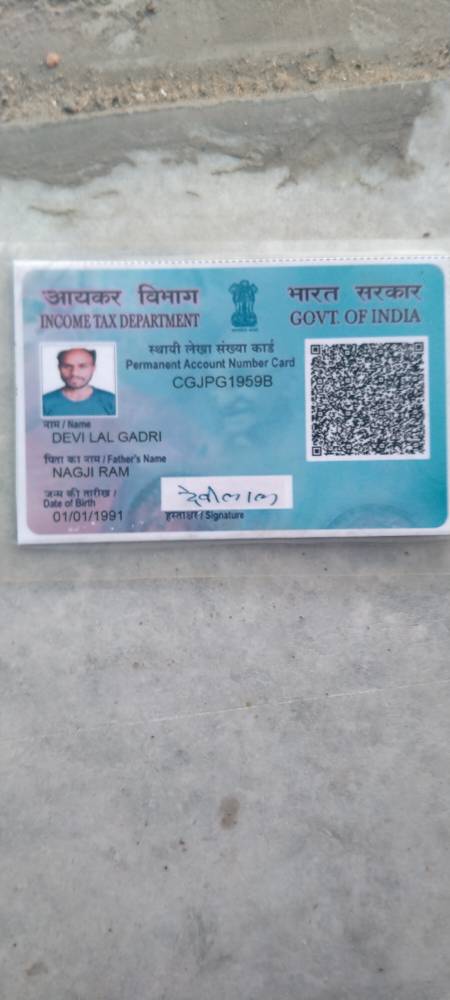 आयकर विभाग
INCOME TAX DEPARTMENT
भारत सरकार
GOVT. OF INDIA
स्थायी लेखा संख्या कार्ड
Permanent Account Number Card
CGJPG1959B
नाम / Name
DEVI LAL GADRI
पिता का नाम / Father's Name
NAGJI RAM
जन्म की तारीख /
Date of Birth
01/01/1991
देवीलाल
हस्ताक्षर / Signature